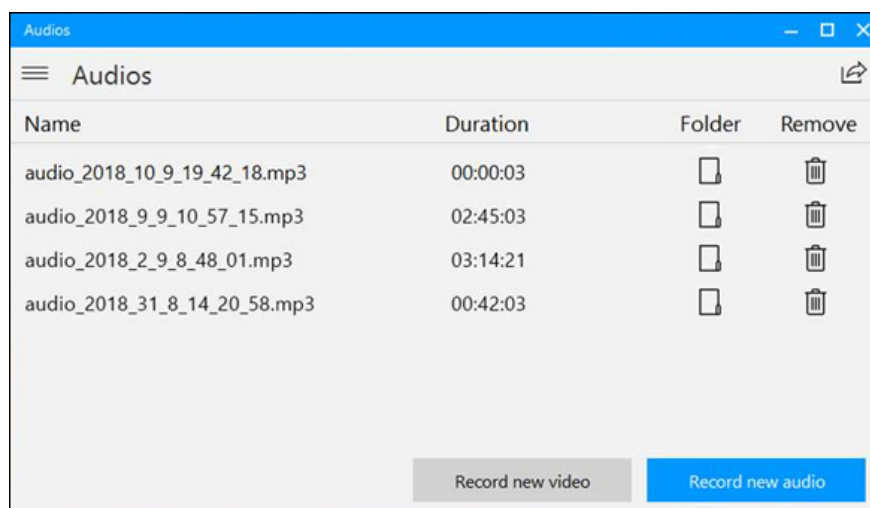 Audios
Audios
Name Duration Folder Remove
audio_2018_10_9_19_42_18.mp3 00:00:03
audio_2018_9_9_10_57_15.mp3 02:45:03
audio_2018_2_9_8_48_01.mp3 03:14:21
audio_2018_31_8_14_20_58.mp3 00:42:03
Record new video Record new audio